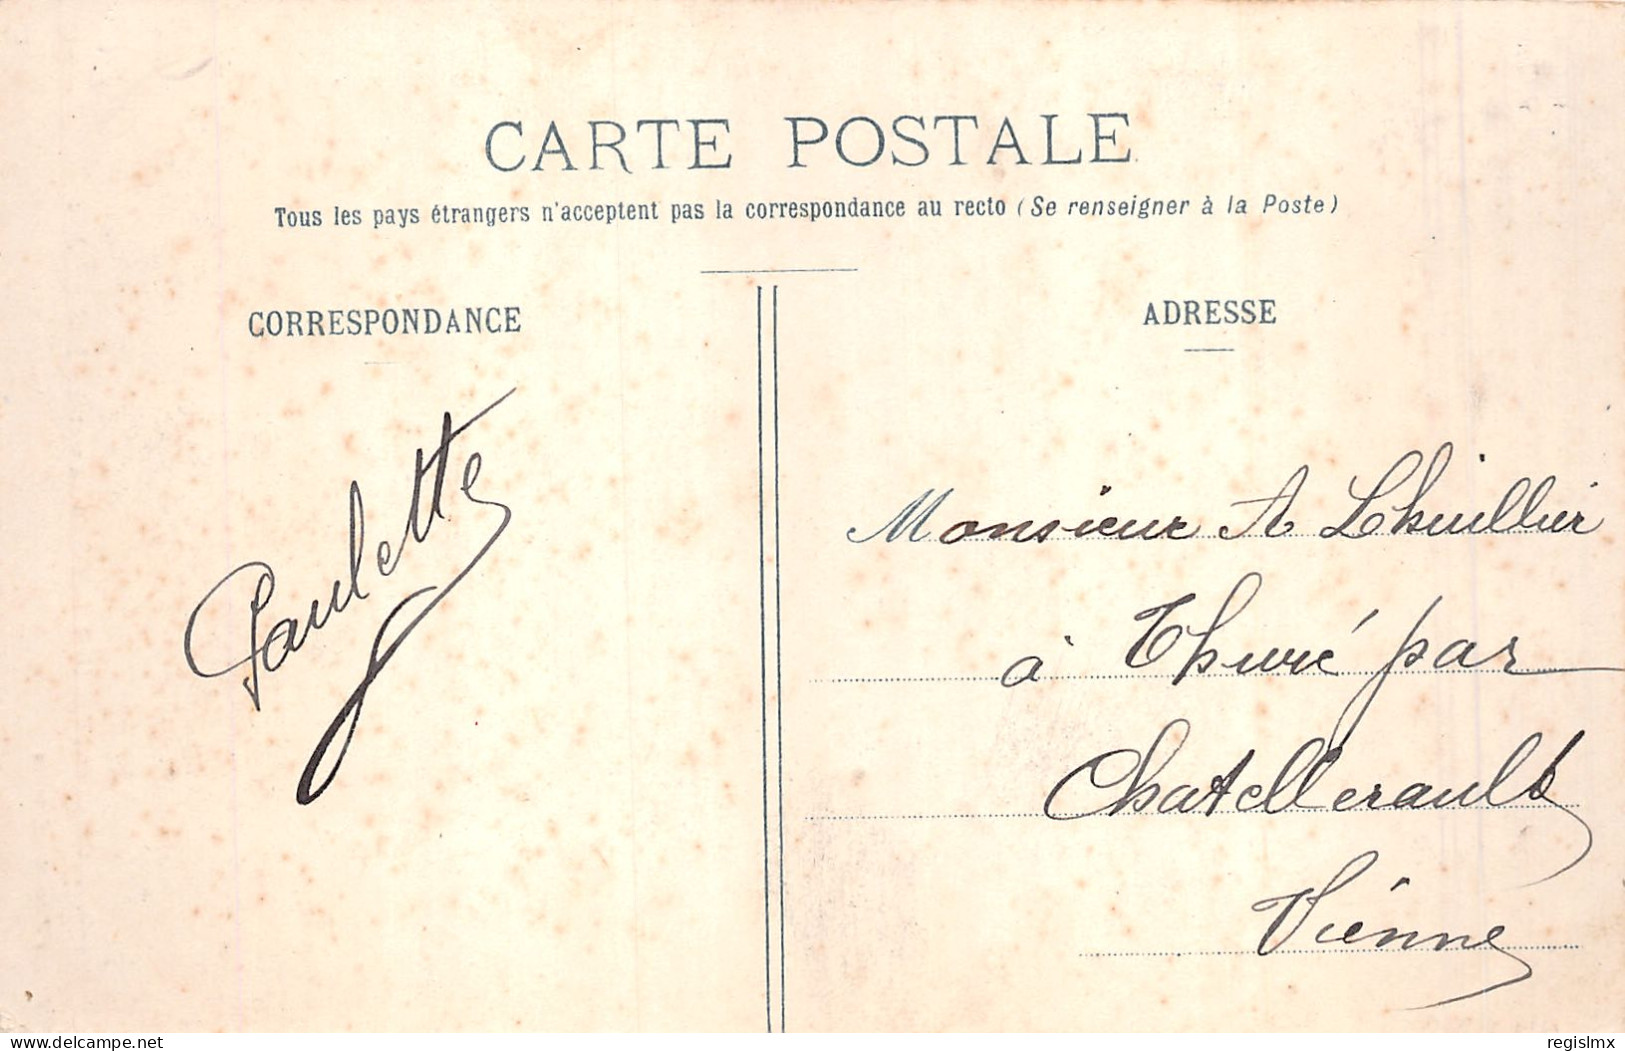 CARTE POSTALE
Tous les pays étrangers n'acceptent pas la correspondance au recto (Se renseigner à la Poste)
CORRESPONDANCE
ADRESSE
Paulette
Monsieur A Lhuillier
à Thuré par
Chatellerault
Vienne
delcampe.net
regislmx